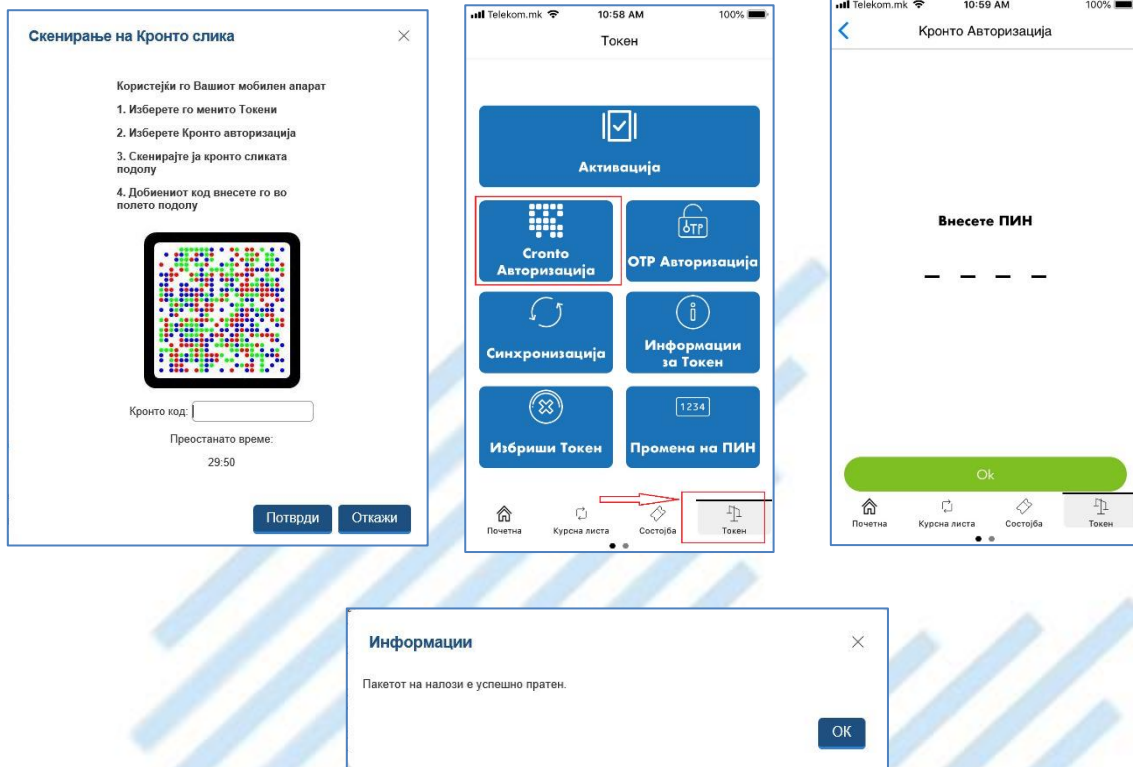 Скенирање на Кронто слика
Користејќи го Вашиот мобилен апарат
1. Изберете го менито Токени
2. Изберете Кронто авторизација
3. Скенирајте ја кронто сликата
подолу
4. Добиениот код внесете го во
полето подолу
Кронто код:
Преостанато време:
29:50
Потврди
Откажи
Telekom.mk
10:58 AM
100%
Токен
Активација
Cronto
Авторизација
OTP
OTP Авторизација
Синхронизација
Информации
за Токен
Избриши Токен
1234
Промена на ПИН
Почетна
Курсна листа
Состојба
Токен
Telekom.mk
10:59 AM
100%
Кронто Авторизација
Внесете ПИН
Ok
Почетна
Курсна листа
Состојба
Токен
Информации
Пакетот на налози е успешно пратен.
ОК